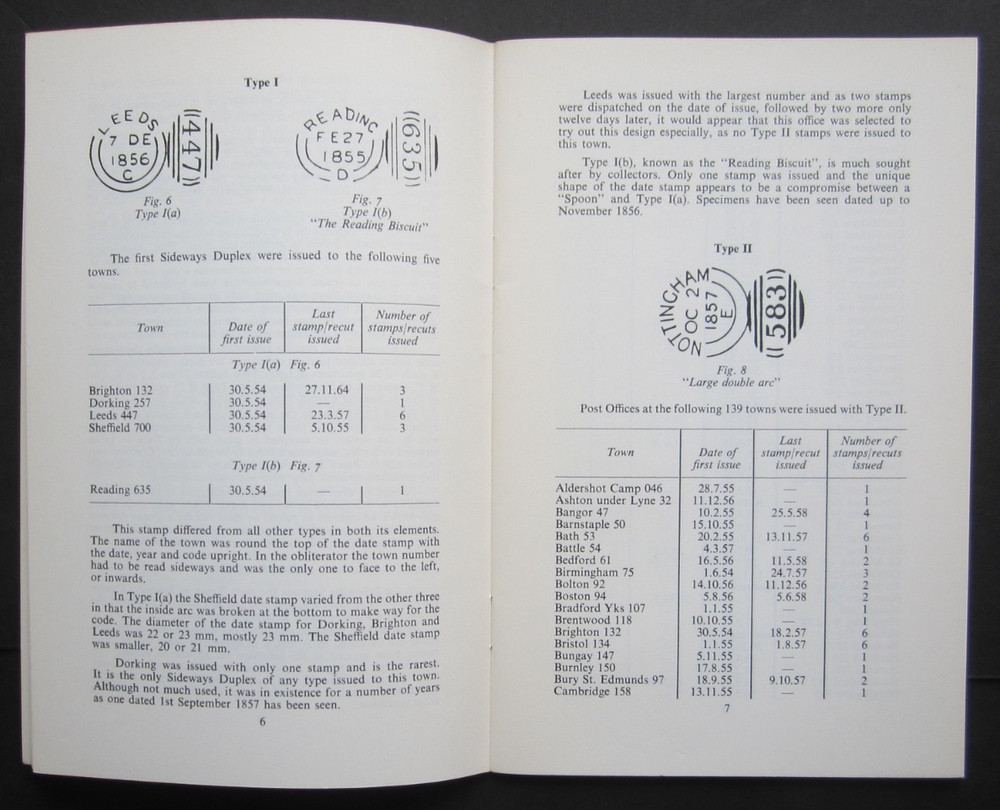 Type I
LEEDS
7 DE
1856
C
447
READING
FE27
1855
D
635
Fig. 6
Type I(a)
Fig. 7
Type I(b)
"The Reading Biscuit"
The first Sideways Duplex were issued to the following five
towns.
Town Date of first issue Last stamp/recut issued Number of stamps/recuts issued
Type I(a) Fig. 6
Brighton 132 30.5.54 27.11.64 3
Dorking 257 30.5.54 — 1
Leeds 447 30.5.54 23.3.57 6
Sheffield 700 30.5.54 5.10.55 3
Type I(b) Fig. 7
Reading 635 30.5.54 — 1
This stamp differed from all other types in both its elements.
The name of the town was round the top of the date stamp with
the date, year and code upright. In the obliterator the town number
had to be read sideways and was the only one to face to the left,
or inwards.
In Type I(a) the Sheffield date stamp varied from the other three
in that the inside arc was broken at the bottom to make way for the
code. The diameter of the date stamp for Dorking, Brighton and
Leeds was 22 or 23 mm, mostly 23 mm. The Sheffield date stamp
was smaller, 20 or 21 mm.
Dorking was issued with only one stamp and is the rarest.
It is the only Sideways Duplex of any type issued to this town.
Although not much used, it was in existence for a number of years
as one dated 1st September 1857 has been seen.
6
Leeds was issued with the largest number and as two stamps
were dispatched on the date of issue, followed by two more only
twelve days later, it would appear that this office was selected to
try out this design especially, as no Type II stamps were issued to
this town.
Type I(b), known as the "Reading Biscuit", is much sought
after by collectors. Only one stamp was issued and the unique
shape of the date stamp appears to be a compromise between a
"Spoon" and Type I(a). Specimens have been seen dated up to
November 1856.
Type II
NOTTINGHAM
OC 27
1857
E
583
Fig. 8
"Large double arc"
Post Offices at the following 139 towns were issued with Type II.
Town Date of first issue Last stamp/recut issued Number of stamps/recuts issued
Aldershot Camp 046 28.7.55 — 1
Ashton under Lyne 32 11.12.56 — 1
Bangor 47 10.2.55 25.5.58 4
Barnstaple 50 15.10.55 — 1
Bath 53 20.2.55 13.11.57 6
Battle 54 4.3.57 — 1
Bedford 61 16.5.56 11.5.58 2
Birmingham 75 1.6.54 24.7.57 3
Bolton 92 14.10.56 11.12.56 2
Boston 94 5.8.56 5.6.58 2
Bradford Yks 107 1.1.55 — 1
Brentwood 118 10.10.55 — 1
Brighton 132 30.5.54 18.2.57 6
Bristol 134 1.1.55 1.8.57 6
Bungay 147 5.11.55 — 1
Burnley 150 17.8.55 — 1
Bury St. Edmunds 97 18.9.55 9.10.57 2
Cambridge 158 13.11.55 — 1
7